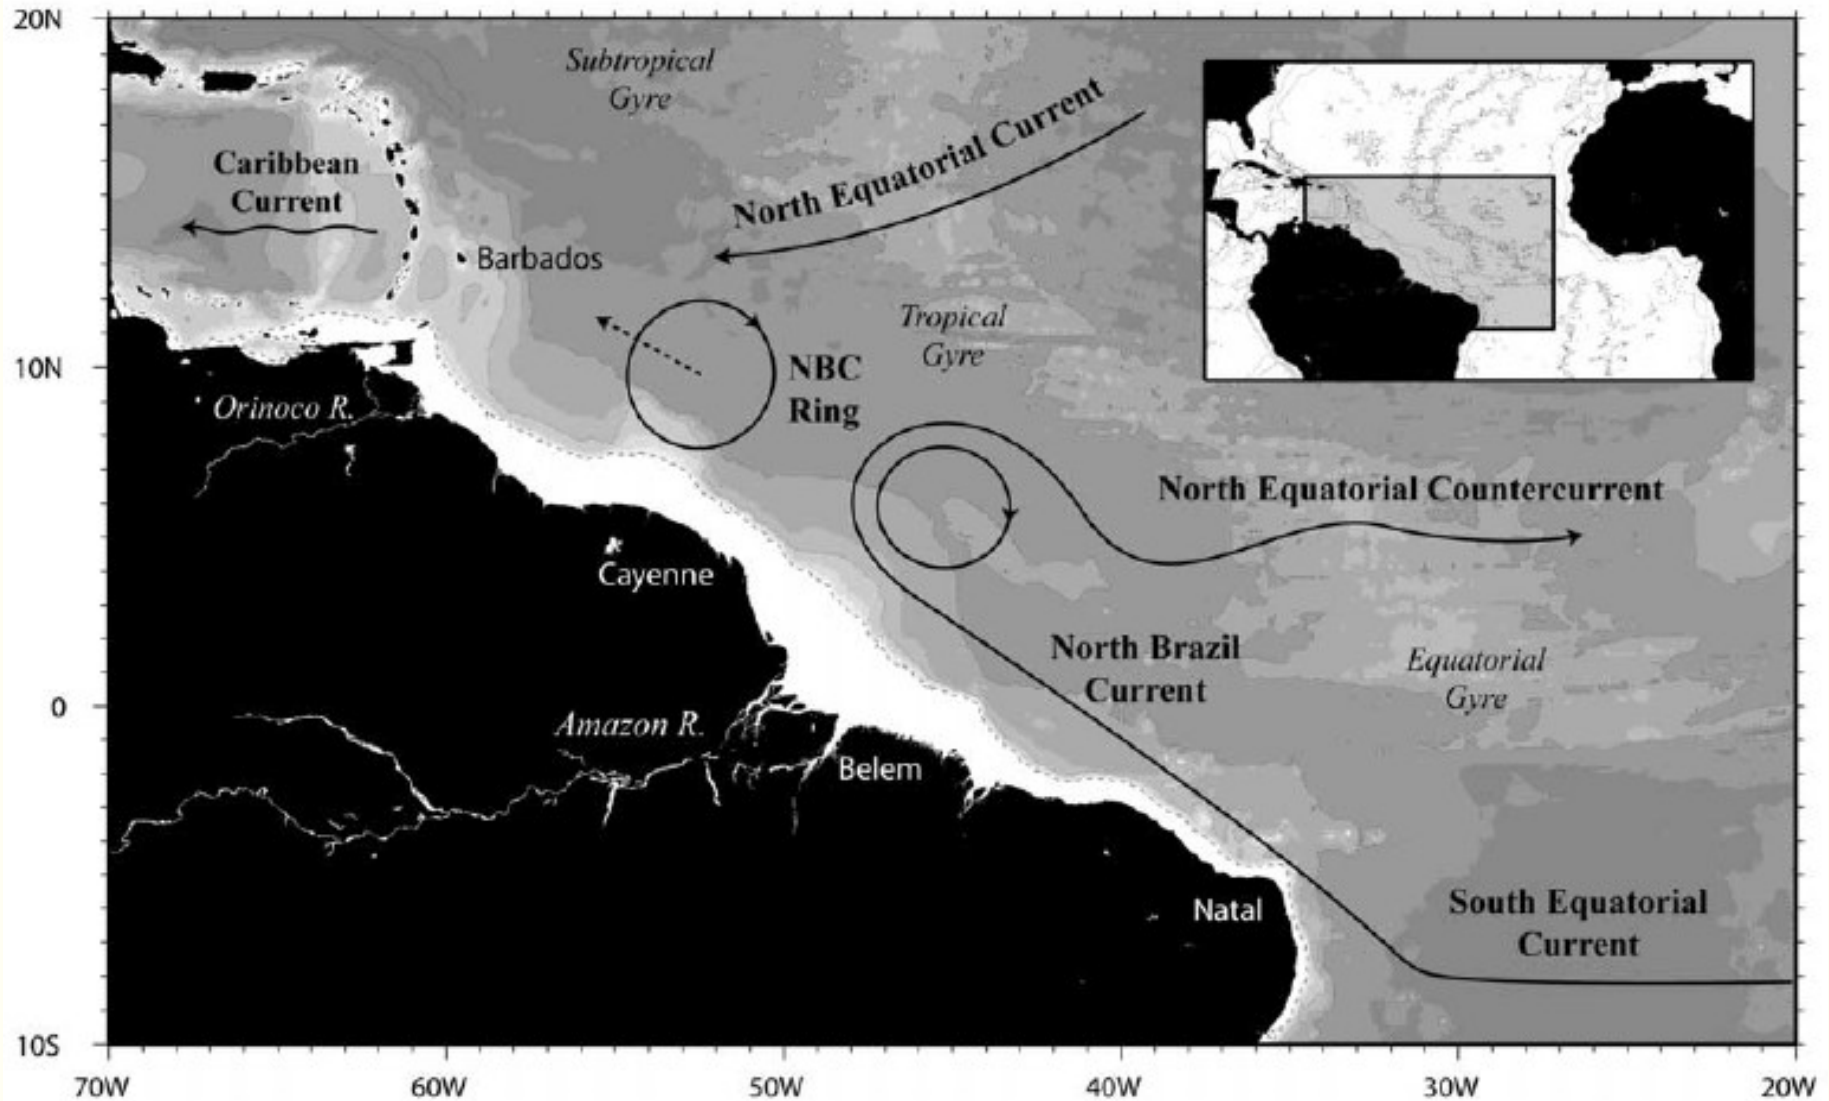 20N
Subtropical
Gyre
North Equatorial Current
Caribbean
Current
Barbados
Tropical
Gyre
10N
NBC
Ring
Orinoco R.
North Equatorial Countercurrent
Cayenne
North Brazil
Current
Equatorial
Gyre
0
Amazon R.
Belem
Natal
South Equatorial
Current
10S
70W
60W
50W
40W
30W
20W